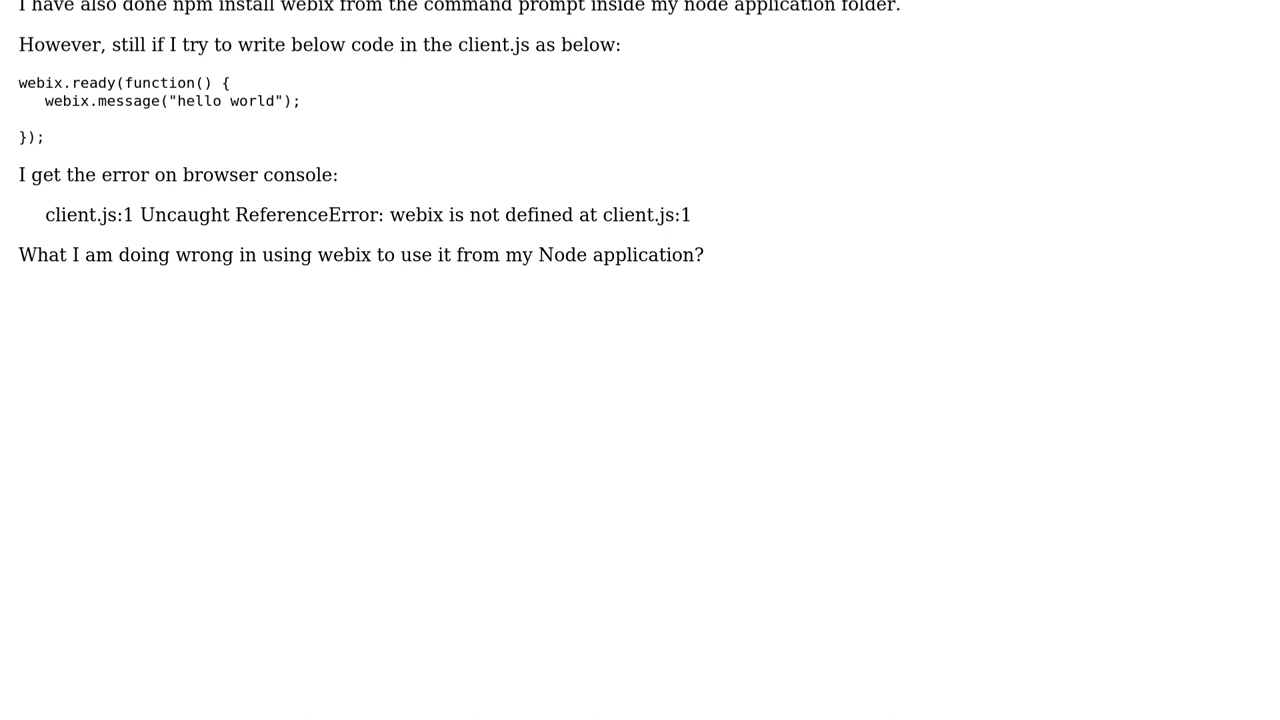 I have also done npm install webix from the command prompt inside my node application folder.
However, still if I try to write below code in the client.js as below:
webix.ready(function() {
   webix.message("hello world");
});
I get the error on browser console:
client.js:1 Uncaught ReferenceError: webix is not defined at client.js:1
What I am doing wrong in using webix to use it from my Node application?